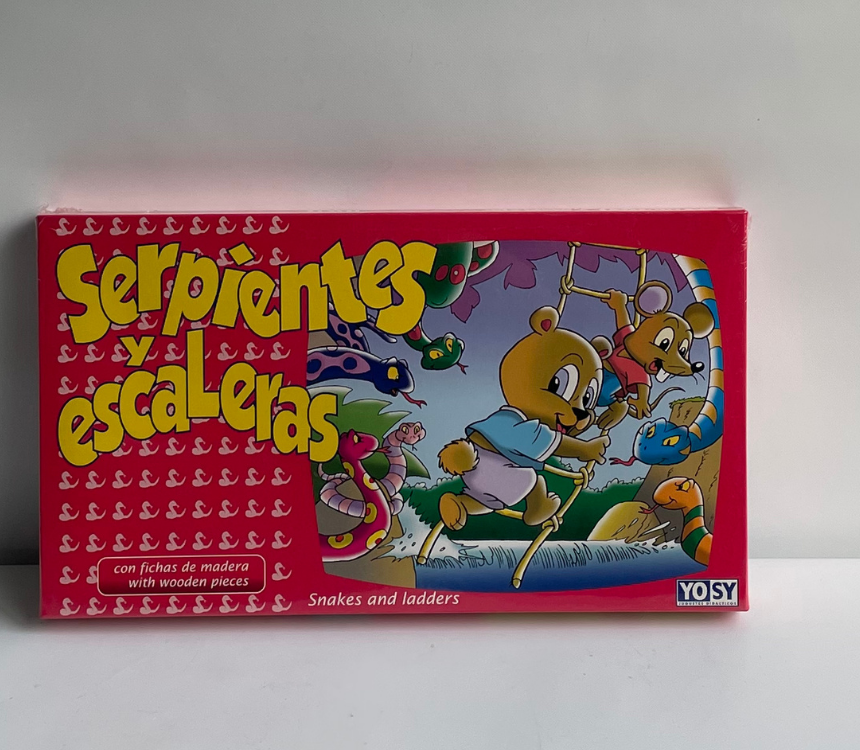 Serpientes
y
escaleras
con fichas de madera
with wooden pieces
Snakes and ladders
YOSY